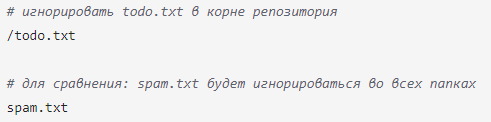 # игнорировать todo.txt в корне репозитория
/todo.txt
# для сравнения: spam.txt будет игнорироваться во всех папках
spam.txt